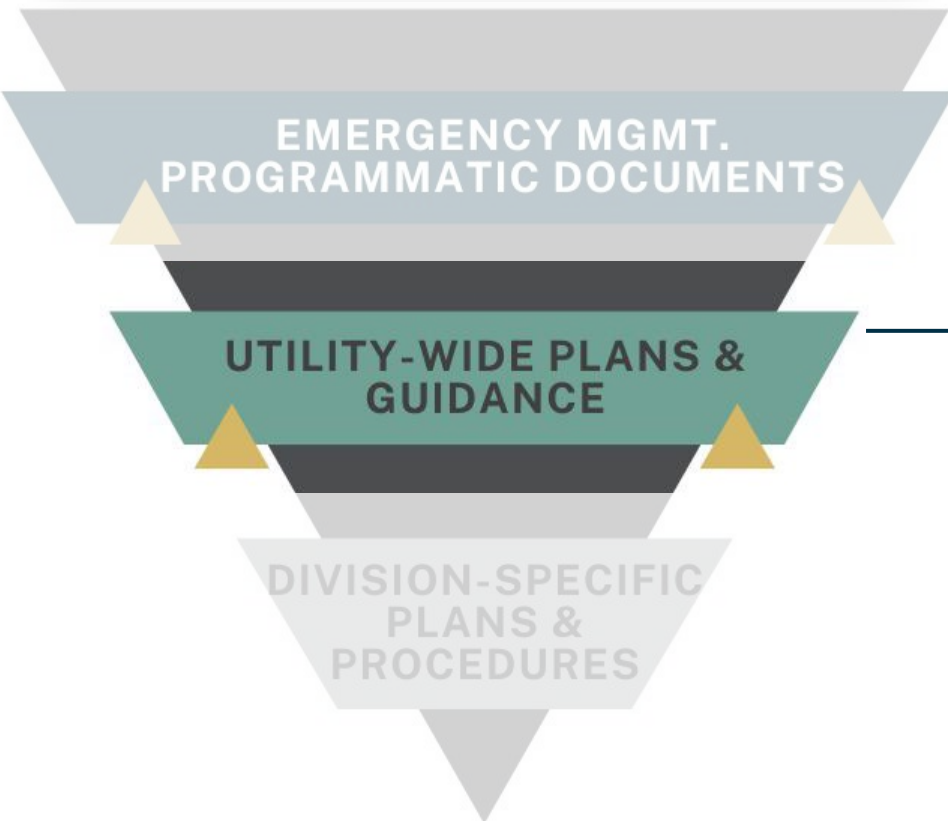 EMERGENCY MGMT.
PROGRAMMATIC DOCUMENTS
UTILITY-WIDE PLANS &
GUIDANCE
DIVISION-SPECIFIC
PLANS &
PROCEDURES